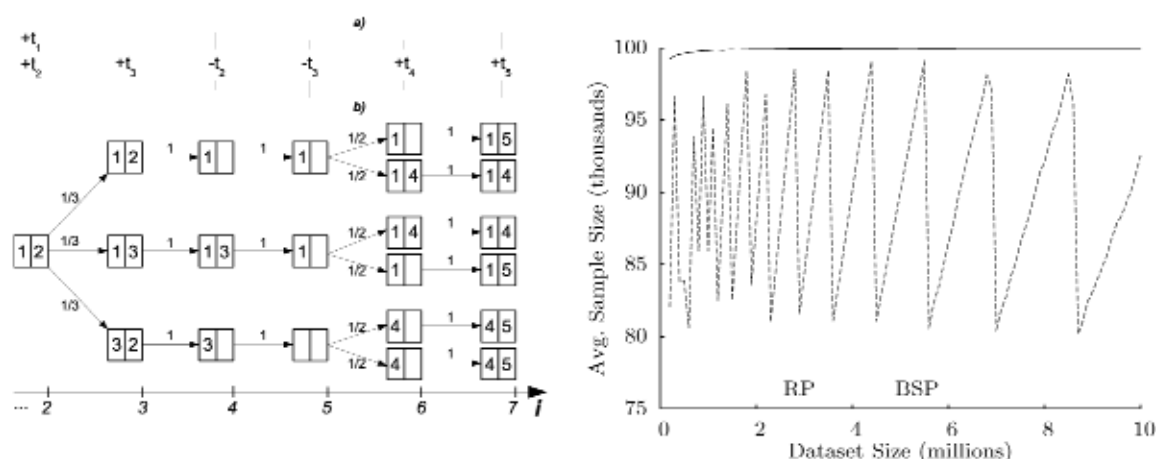 a)
+t1
+t2 +t3 -t2 -t3 +t4 +t5
b)
1/2 1 1 1 5
1 2 1 1 1 1
1/2 1 4 1 1 4
1/3
1/2 1 4 1 1 4
1 2 1/3 1 3 1 1 3 1 1
1/2 1 1 1 5
1/3
1/2 4 1 4 5
3 2 1 3 1
1/2 4 1 4 5
... 2 3 4 5 6 7 i
Avg. Sample Size (thousands)
100
95
90
85
80
75
RP BSP
0 2 4 6 8 10
Dataset Size (millions)